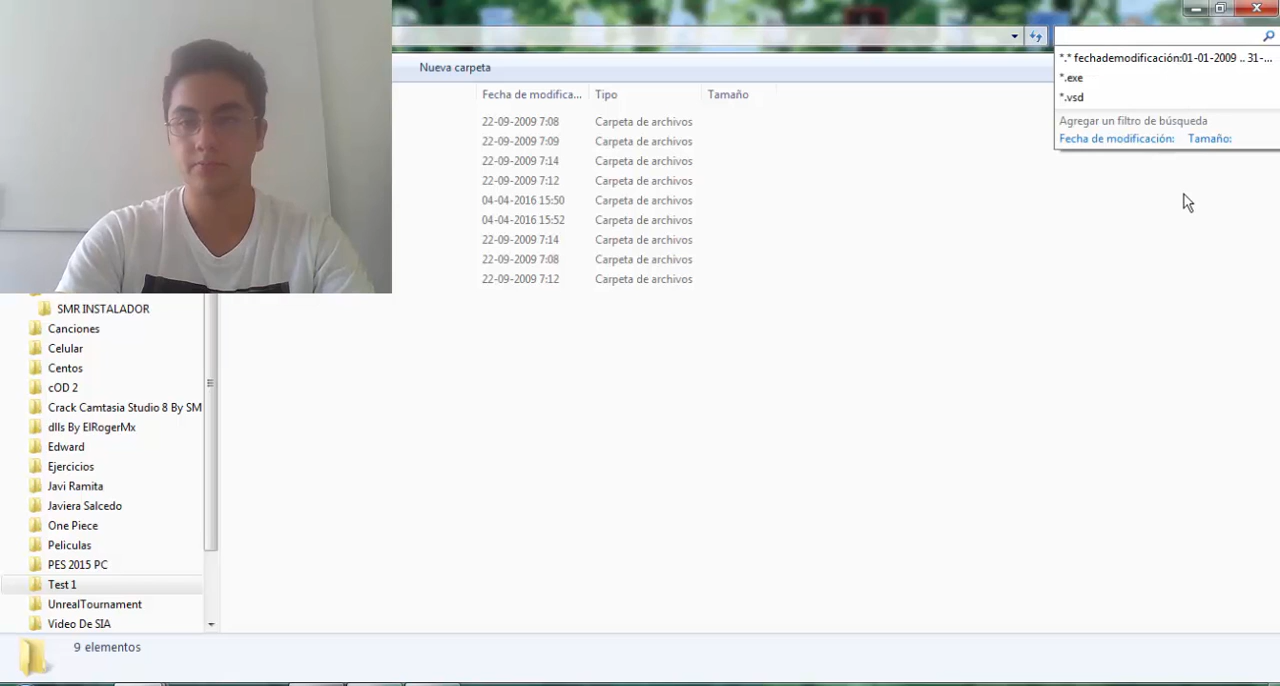 *.* fechademodificación:01-01-2009 .. 31-...
*.exe
*.vsd
Agregar un filtro de búsqueda
Fecha de modificación: Tamaño:
Nueva carpeta
Fecha de modifica... Tipo Tamaño
22-09-2009 7:08 Carpeta de archivos
22-09-2009 7:09 Carpeta de archivos
22-09-2009 7:14 Carpeta de archivos
22-09-2009 7:12 Carpeta de archivos
04-04-2016 15:50 Carpeta de archivos
04-04-2016 15:52 Carpeta de archivos
22-09-2009 7:14 Carpeta de archivos
22-09-2009 7:08 Carpeta de archivos
22-09-2009 7:12 Carpeta de archivos
SMR INSTALADOR
Canciones
Celular
Centos
cOD 2
Crack Camtasia Studio 8 By SM
dlls By ElRogerMx
Edward
Ejercicios
Javi Ramita
Javiera Salcedo
One Piece
Peliculas
PES 2015 PC
Test 1
UnrealTournament
Video De SIA
9 elementos